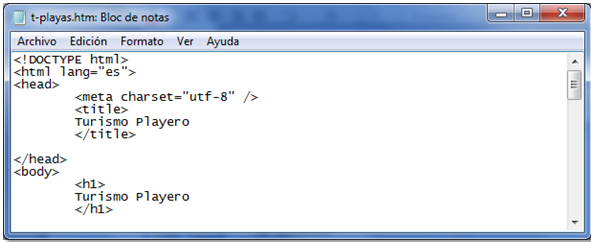 t-playas.htm: Bloc de notas
Archivo Edición Formato Ver Ayuda
<!DOCTYPE html>
<html lang="es">
<head>
<meta charset="utf-8" />
<title>
Turismo Playero
</title>
</head>
<body>
<h1>
Turismo Playero
</h1>